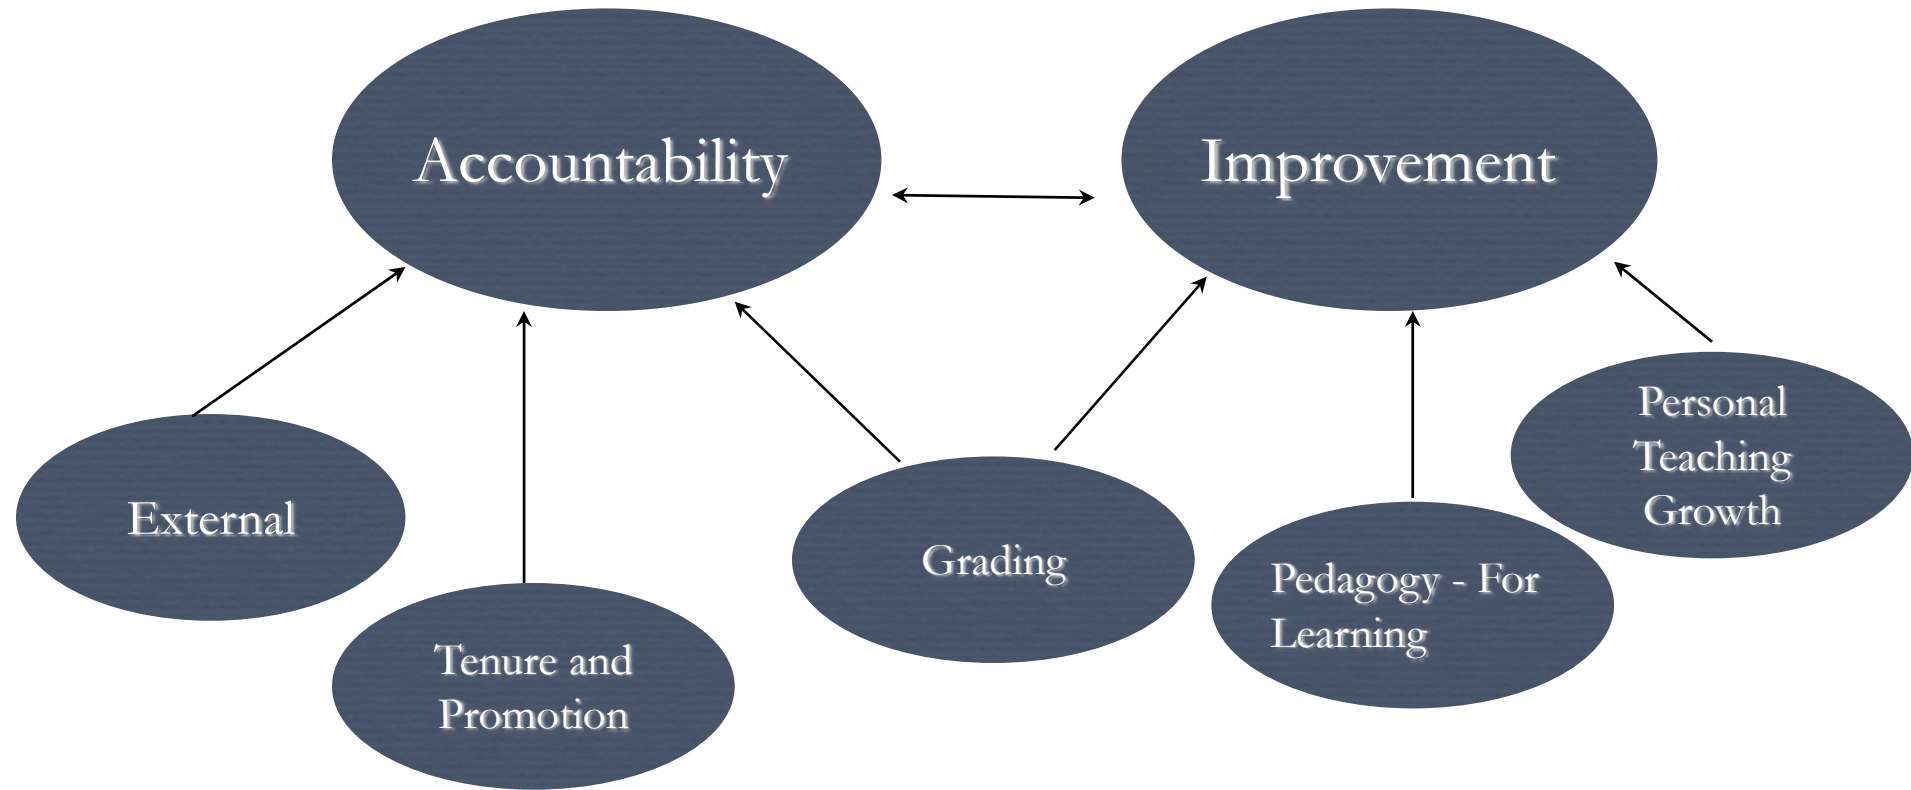 Accountability
Improvement
External
Tenure and
Promotion
Grading
Pedagogy - For
Learning
Personal
Teaching
Growth